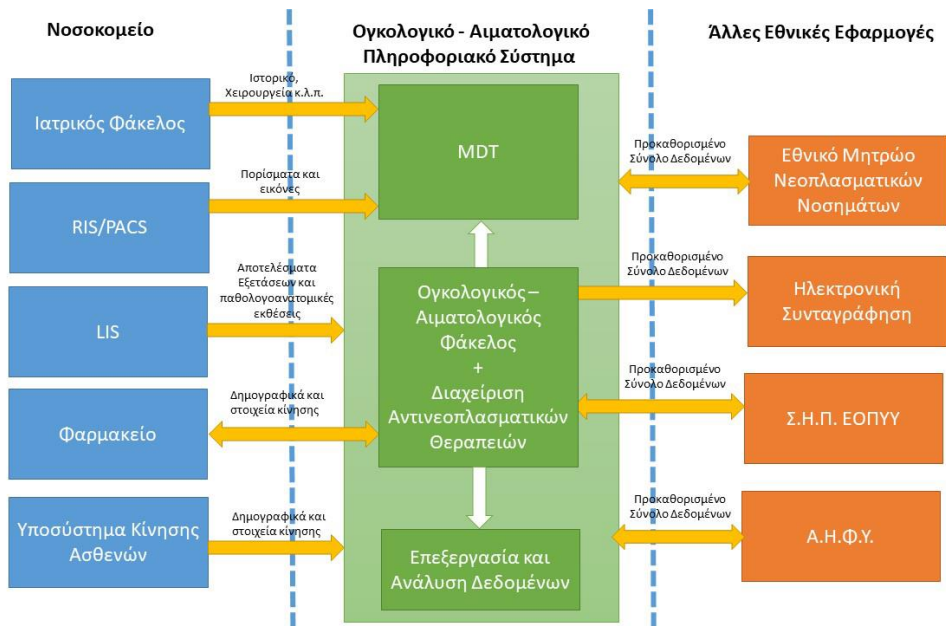 Νοσοκομείο
Ιατρικός Φάκελος
RIS/PACS
LIS
Φαρμακείο
Υποσύστημα Κίνησης
Ασθενών
Ιστορικό,
Χειρουργεία κ.λ.π.
Πορίσματα και
εικόνες
Αποτελέσματα
Εξετάσεων και
παθολογοανατομικές
εκθέσεις
Δημογραφικά και
στοιχεία κίνησης
Δημογραφικά και
στοιχεία κίνησης
Ογκολογικό - Αιματολογικό
Πληροφοριακό Σύστημα
MDT
Ογκολογικός –
Αιματολογικός
Φάκελος
+
Διαχείριση
Αντινεοπλασματικών
Θεραπειών
Επεξεργασία και
Ανάλυση Δεδομένων
Άλλες Εθνικές Εφαρμογές
Προκαθορισμένο
Σύνολο Δεδομένων
Προκαθορισμένο
Σύνολο Δεδομένων
Προκαθορισμένο
Σύνολο Δεδομένων
Προκαθορισμένο
Σύνολο Δεδομένων
Εθνικό Μητρώο
Νεοπλασματικών
Νοσημάτων
Ηλεκτρονική
Συνταγράφηση
Σ.Η.Π. ΕΟΠΥΥ
Α.Η.Φ.Υ.